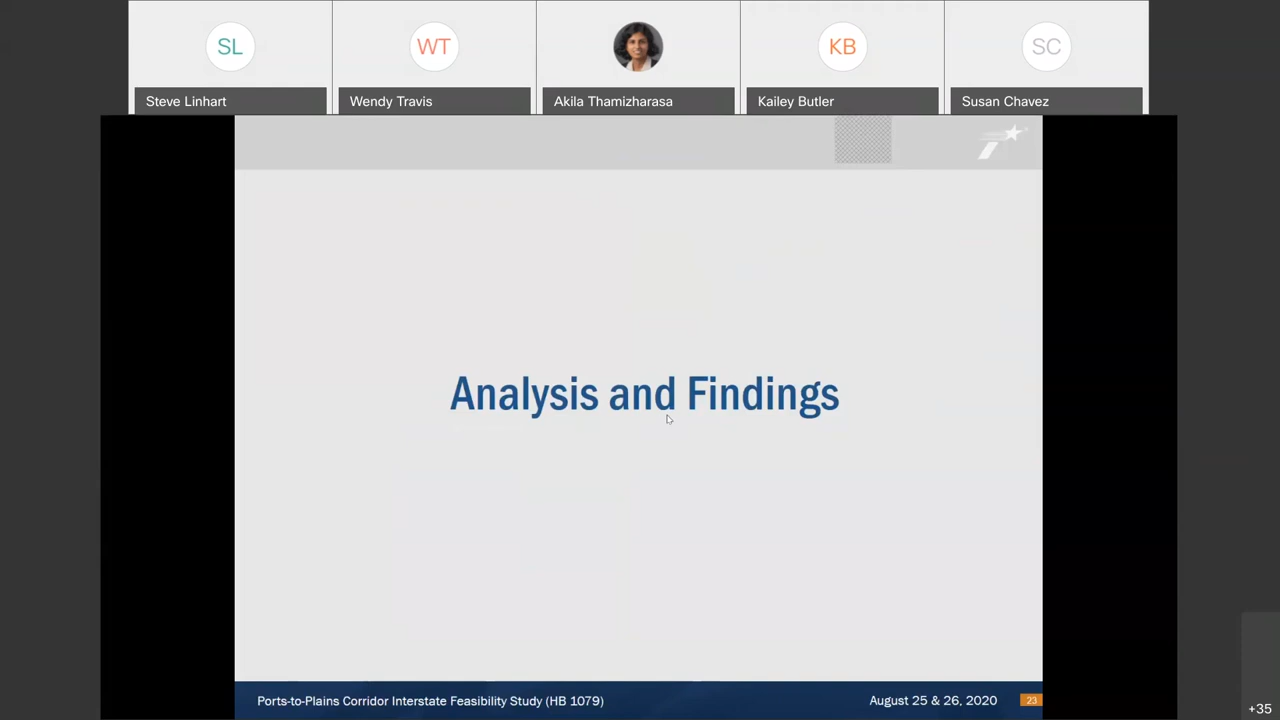 SL
WT
KB
SC
Steve Linhart
Wendy Travis
Akila Thamizharasa
Kailey Butler
Susan Chavez
Analysis and Findings
Ports-to-Plains Corridor Interstate Feasibility Study (HB 1079)
August 25 & 26, 2020
23
+35